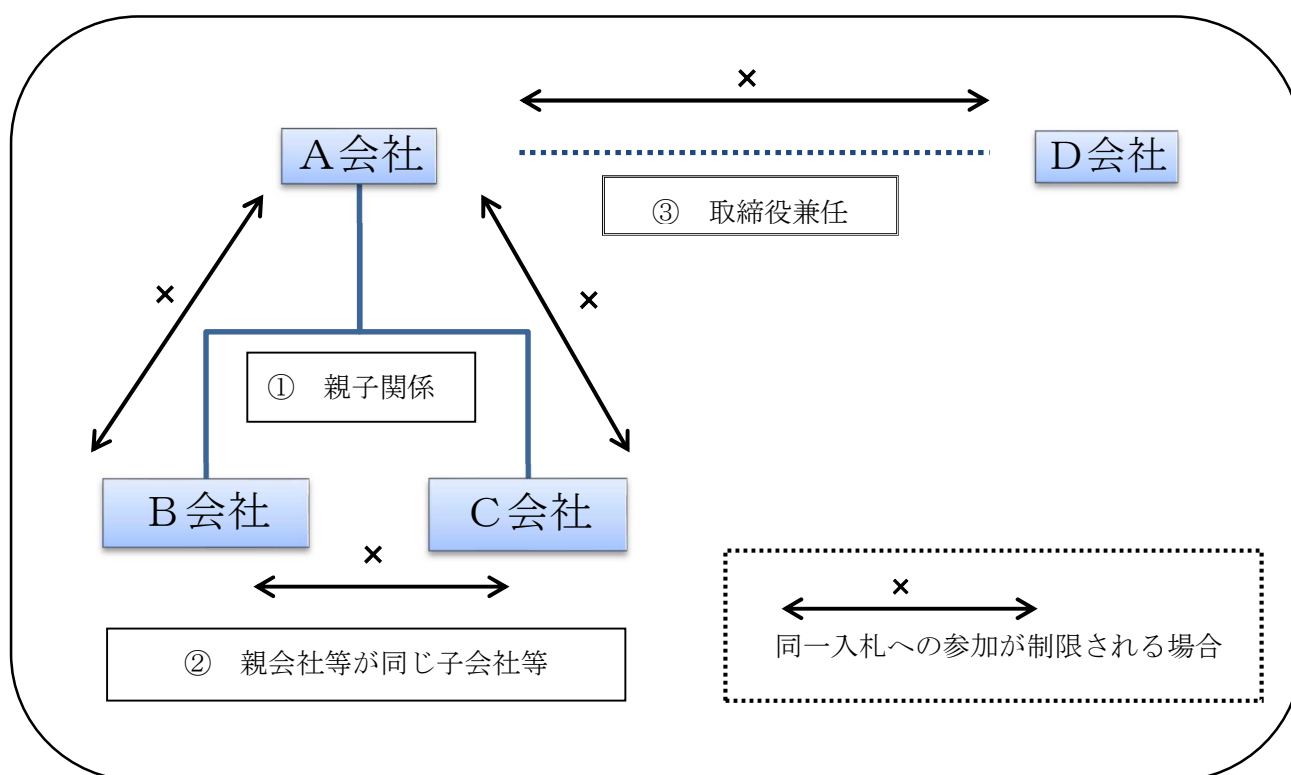 ×
A会社
D会社
③ 取締役兼任
×
×
① 親子関係
B会社
C会社
×
×
② 親会社等が同じ子会社等
同一入札への参加が制限される場合